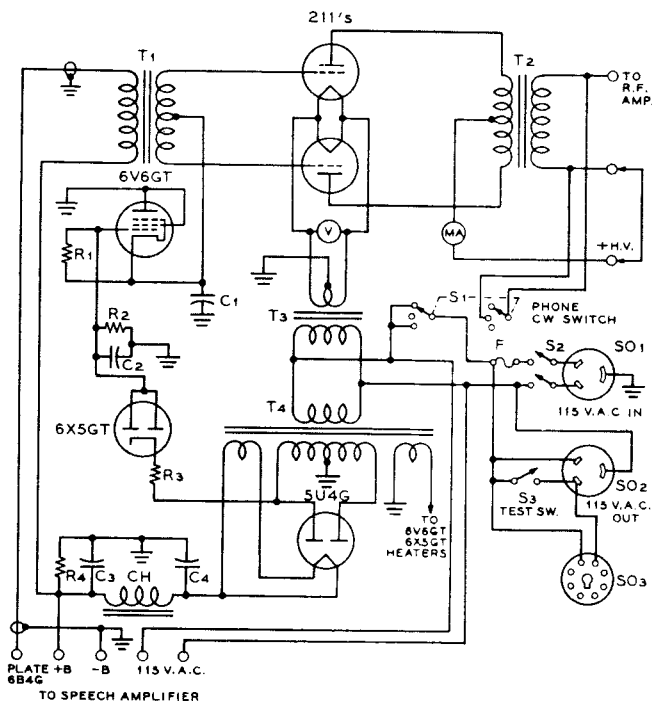 211's
T1
T2
TO
R.F.
AMP.
6V6GT
R1
V
MA
+H.V.
C1
R2
S1
PHONE
CW SWITCH
T3
C2
F
S2
SO1
T4
115 V.A.C IN
6X5GT
R3
5U4G
SO2
S3
TEST SW.
115 V.A.C.
OUT
TO
6V6GT
6X5GT
HEATERS
R4
C3
CH
C4
SO3
PLATE
6B4G
+B
-B
115 V.A.C.
TO SPEECH AMPLIFIER